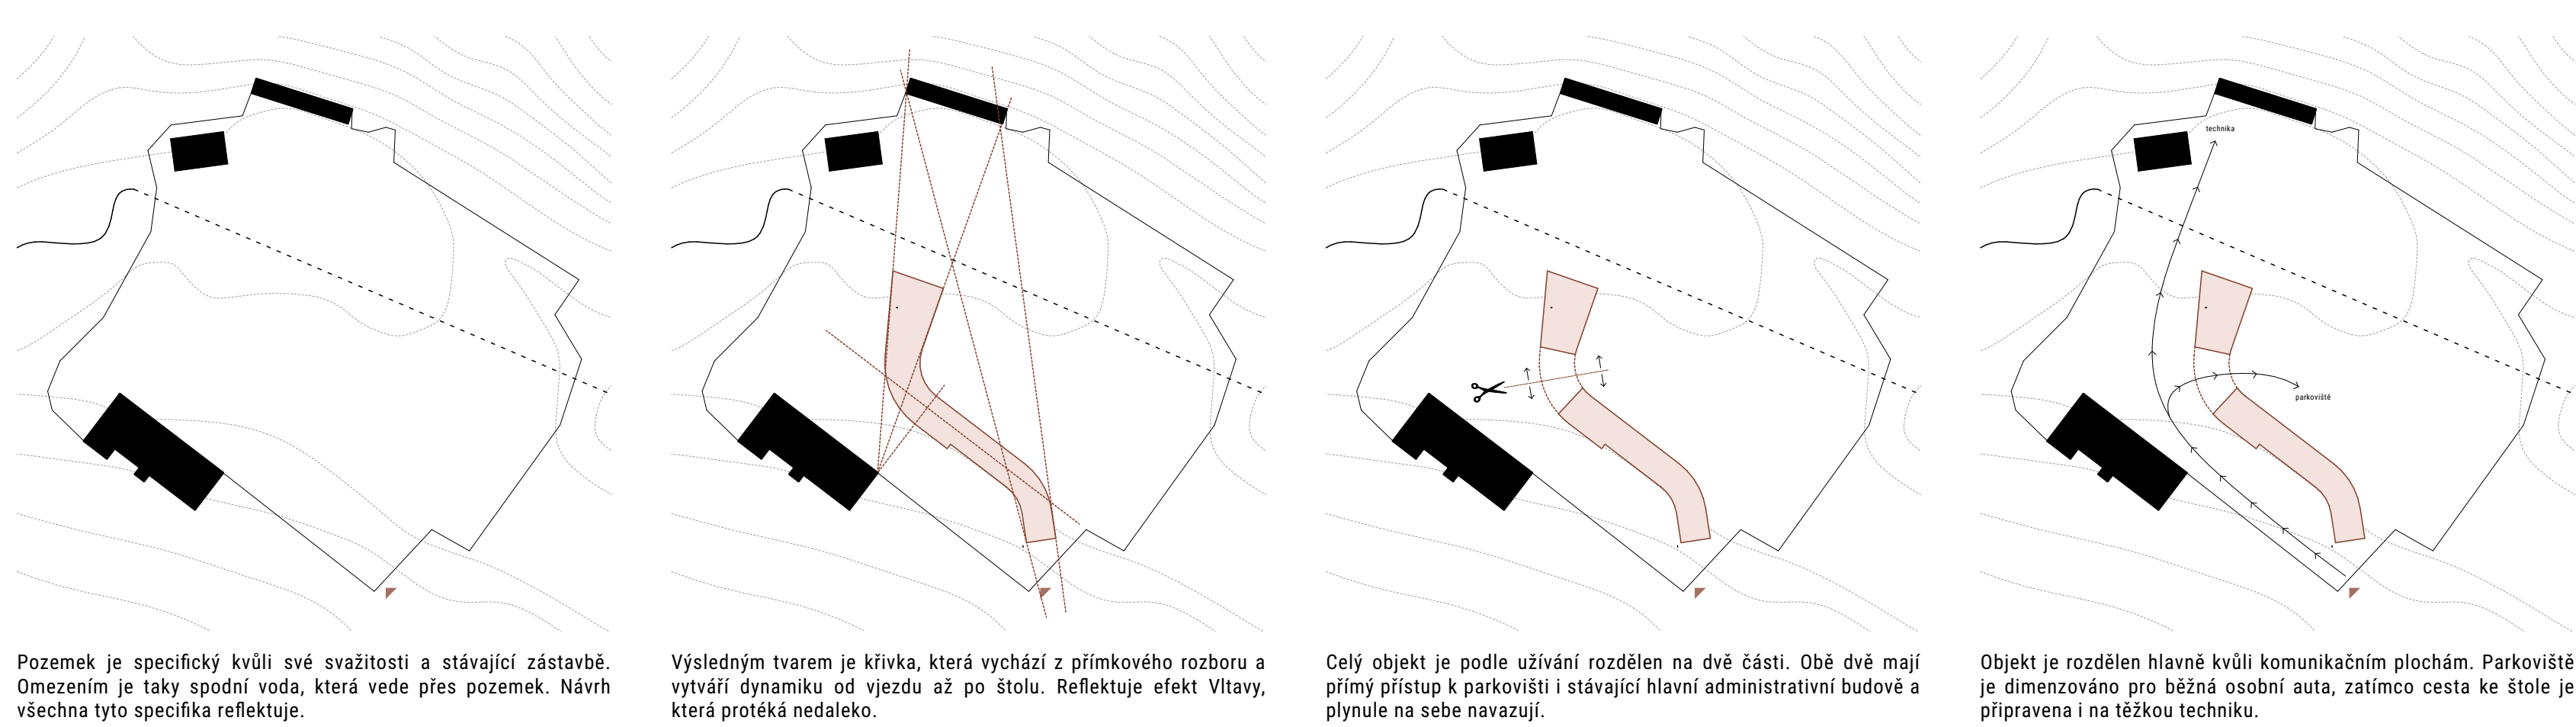 technika
parkoviště
Pozemek je specifický kvůli své svažitosti a stávající zástavbě.
Omezením je taky spodní voda, která vede přes pozemek. Návrh
všechna tyto specifika reflektuje.
Výsledným tvarem je křivka, která vychází z přímkového rozboru a
vytváří dynamiku od vjezdu až po štolu. Reflektuje efekt Vltavy,
která protéká nedaleko.
Celý objekt je podle užívání rozdělen na dvě části. Obě dvě mají
přímý přístup k parkovišti i stávající hlavní administrativní budově a
plynule na sebe navazují.
Objekt je rozdělen hlavně kvůli komunikačním plochám. Parkoviště
je dimenzováno pro běžná osobní auta, zatímco cesta ke štole je
připravena i na těžkou techniku.